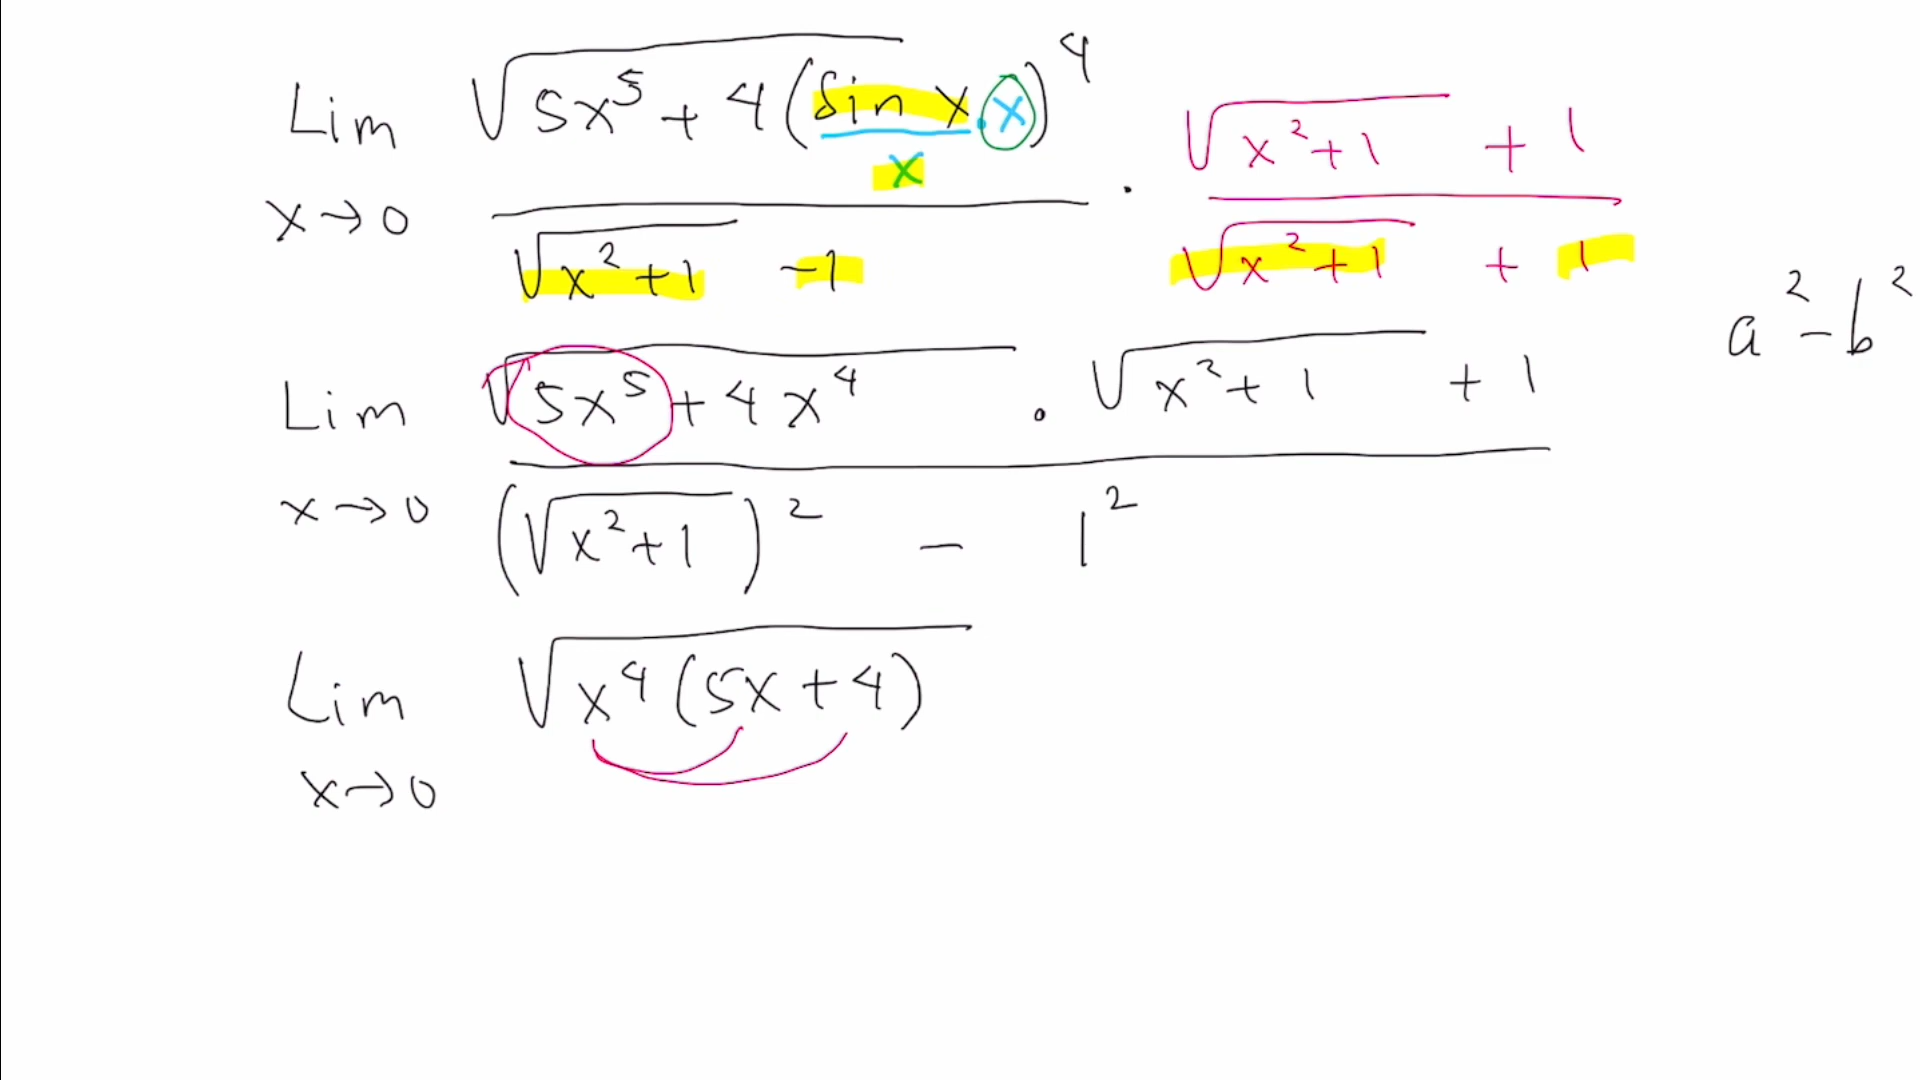 Lim x→0 √(5x⁵ + 4(sin x/x · x)⁴) / (√(x²+1) -1) · (√(x²+1) + 1) / (√(x²+1) + 1)
a² - b²
Lim x→0 √(5x⁵ + 4x⁴) · √(x²+1) + 1 / (√(x²+1))² - 1²
Lim x→0 √(x⁴(5x + 4))